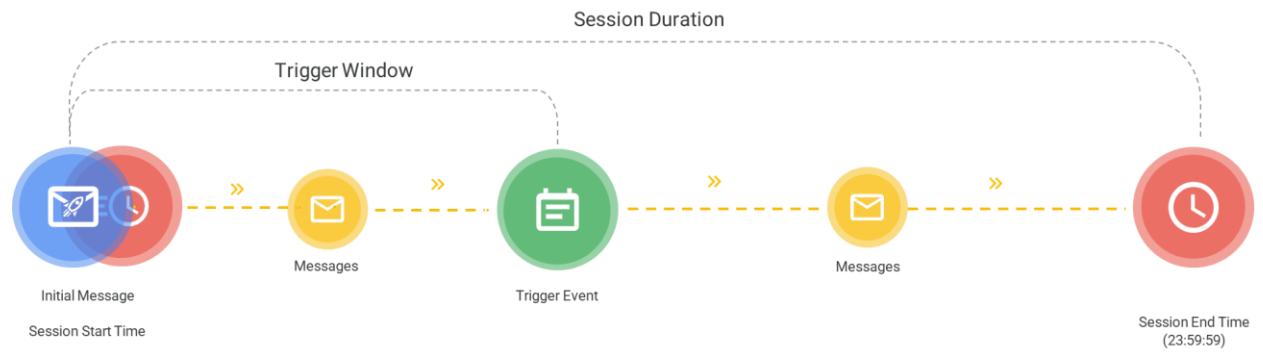 Session Duration
Trigger Window
Messages
Messages
Initial Message
Trigger Event
Session Start Time
Session End Time
(23:59:59)